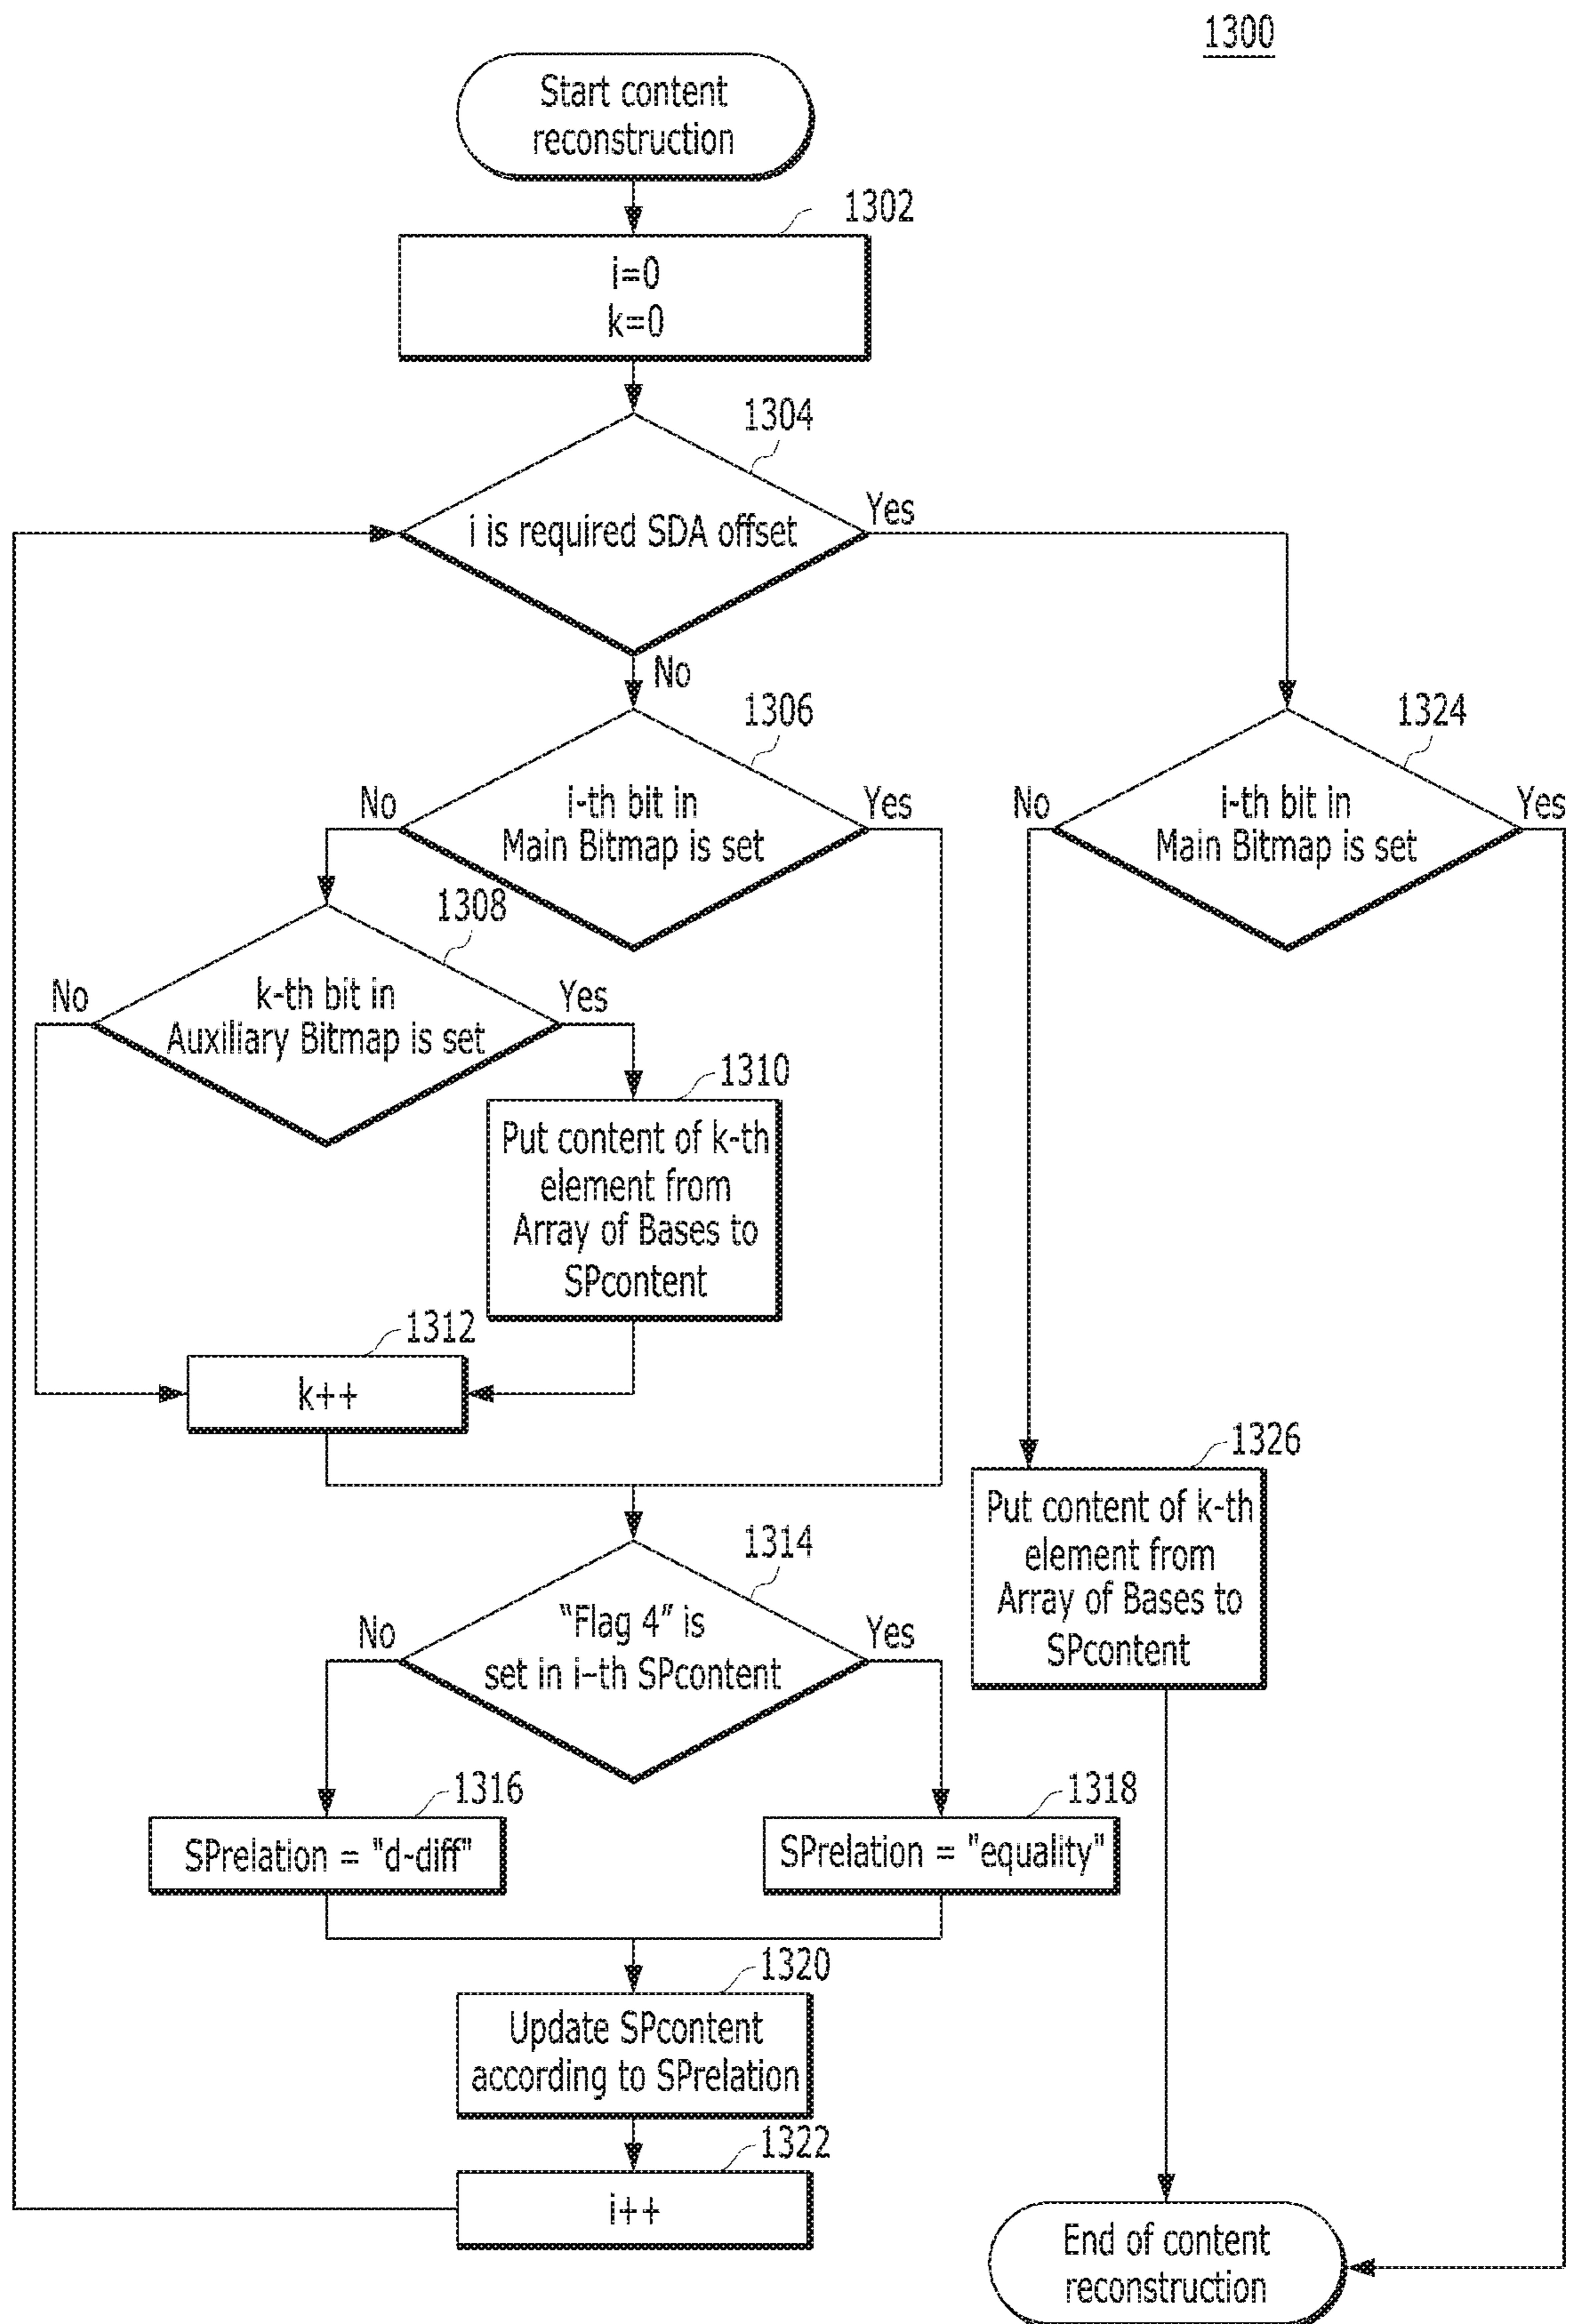 1300
Start content
reconstruction
1302
i=0
k=0
1304
i is required SDA offset
Yes
No
1306
1324
No
i-th bit in
Main Bitmap is set
Yes
No
i-th bit in
Main Bitmap is set
Yes
1308
No
k-th bit in
Auxiliary Bitmap is set
Yes
1310
Put content of k-th
element from
Array of Bases to
SPcontent
1312
k++
1326
Put content of k-th
element from
Array of Bases to
SPcontent
1314
No
“Flag 4” is
set in i-th SPcontent
Yes
1316
SPrelation = "d-diff"
1318
SPrelation = "equality"
1320
Update SPcontent
according to SPrelation
1322
i++
End of content
reconstruction